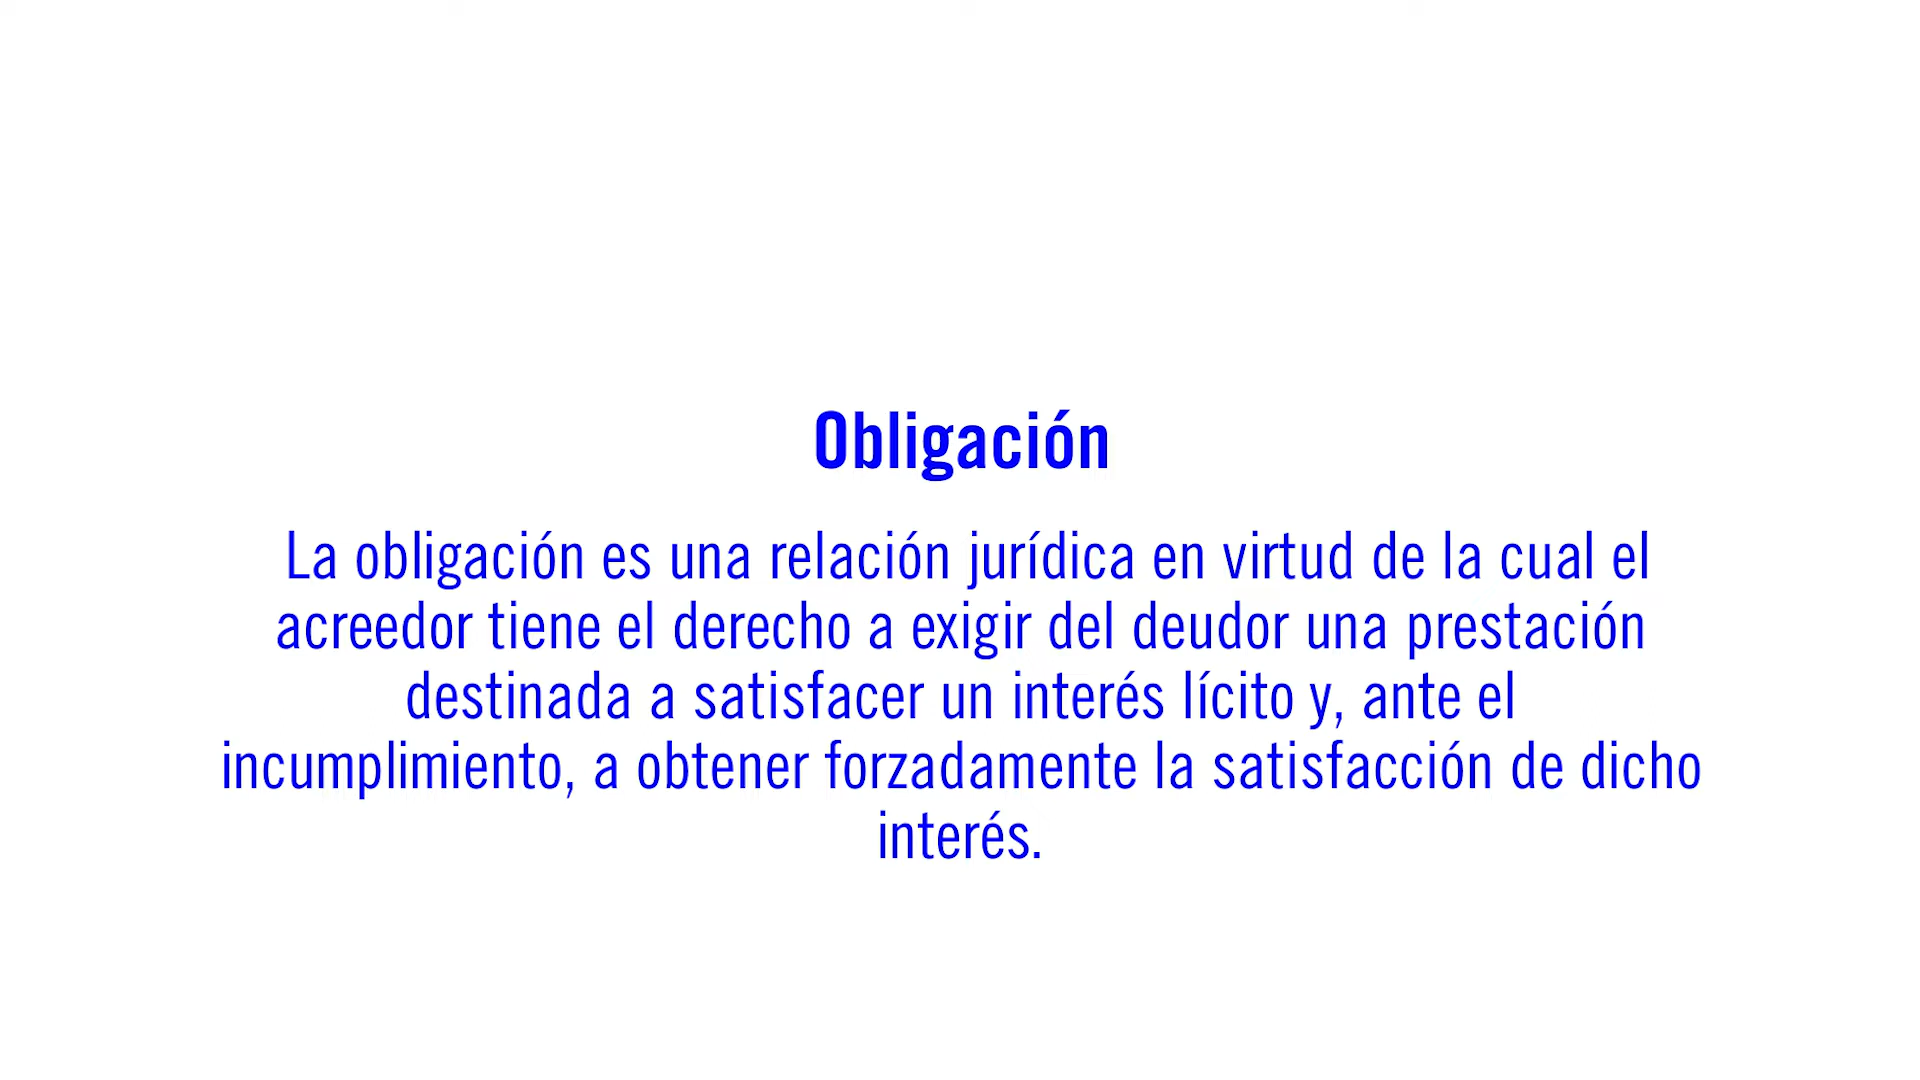 Obligación
La obligación es una relación jurídica en virtud de la cual el
acreedor tiene el derecho a exigir del deudor una prestación
destinada a satisfacer un interés lícito y, ante el
incumplimiento, a obtener forzadamente la satisfacción de dicho
interés.